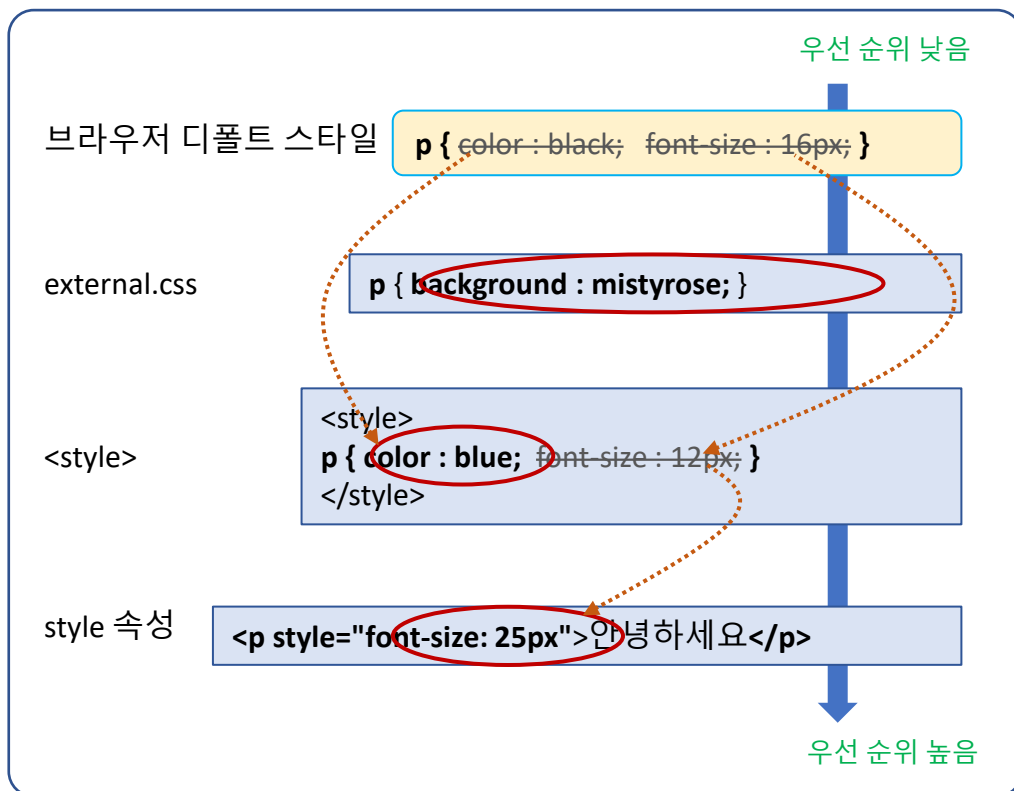 우선 순위 낮음
브라우저 디폴트 스타일
p { color : black; font-size : 16px; }
external.css
p { background : mistyrose; }
<style>
<style>
p { color : blue; font-size : 12px; }
</style>
style 속성
<p style="font-size: 25px">안녕하세요</p>
우선 순위 높음